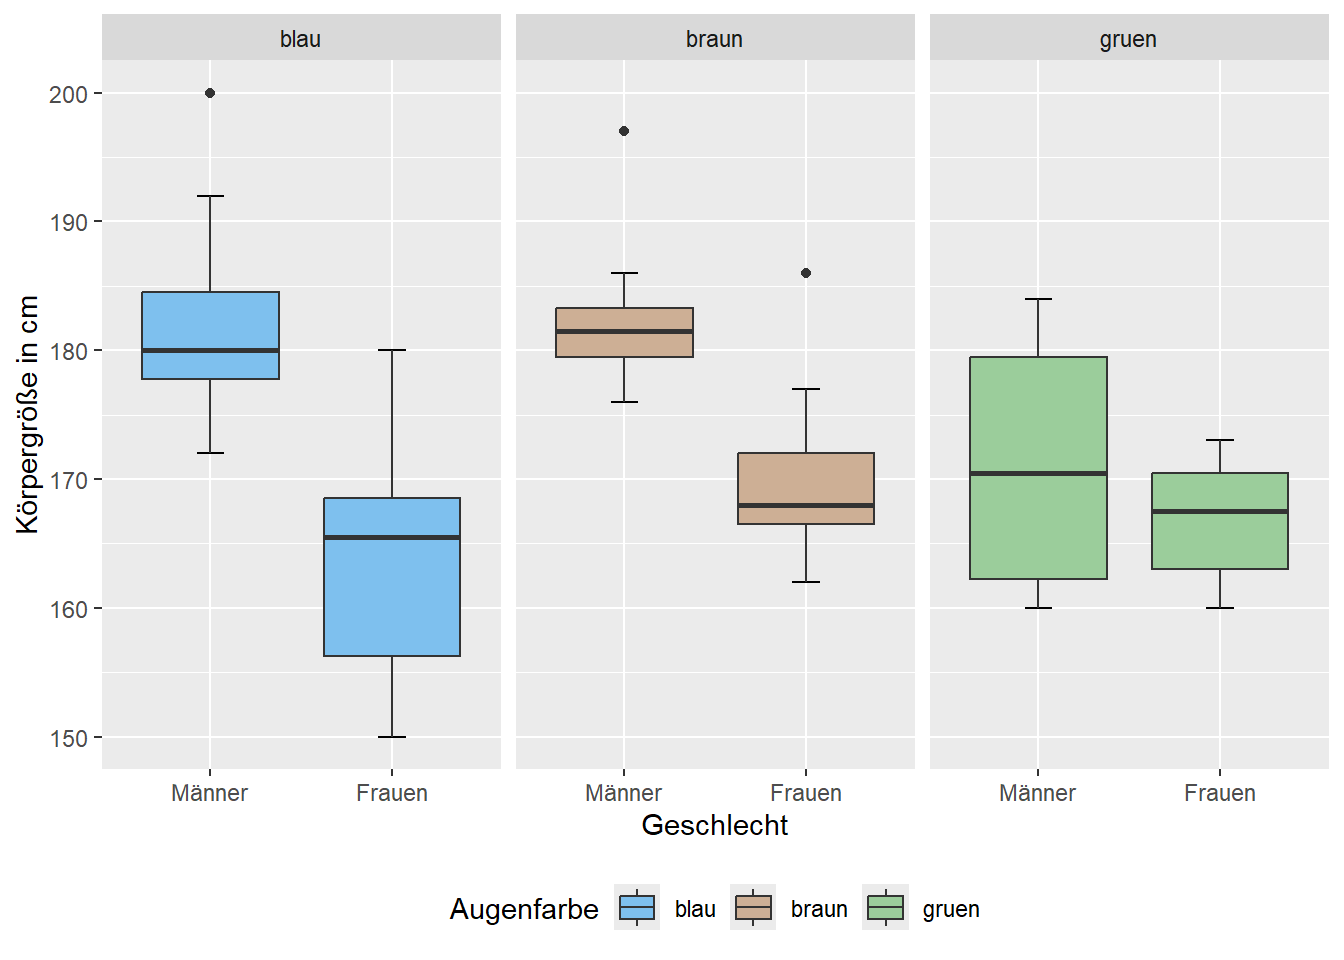 blau braun gruen
200
190
180
170
160
150
Körpergröße in cm
Männer Frauen Männer Frauen Männer Frauen
Geschlecht
Augenfarbe blau braun gruen